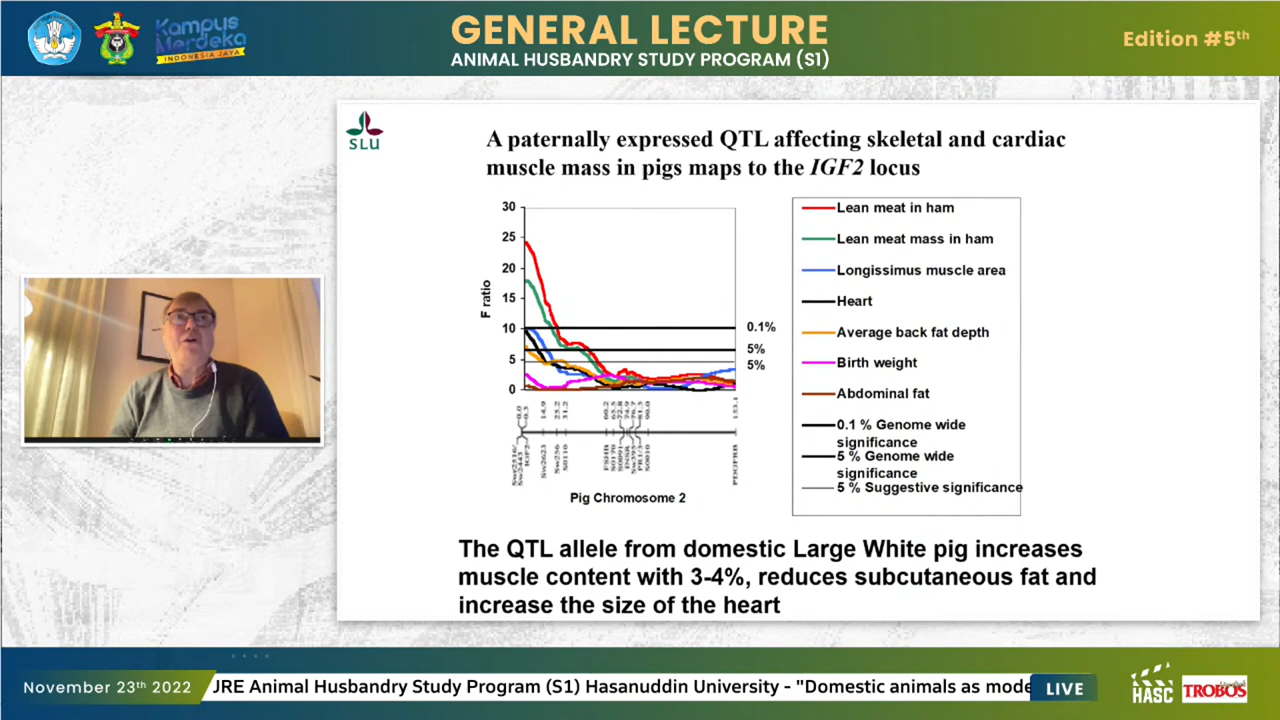 Kampus
Merdeka
INDONESIA JAYA
GENERAL LECTURE
ANIMAL HUSBANDRY STUDY PROGRAM (S1)
Edition #5th
SLU
A paternally expressed QTL affecting skeletal and cardiac
muscle mass in pigs maps to the IGF2 locus
30
25
20
15
10
5
0
F ratio
0.1%
5%
5%
Lean meat in ham
Lean meat mass in ham
Longissimus muscle area
Heart
Average back fat depth
Birth weight
Abdominal fat
0.1 % Genome wide
significance
5 % Genome wide
significance
5 % Suggestive significance
Pig Chromosome 2
The QTL allele from domestic Large White pig increases
muscle content with 3-4%, reduces subcutaneous fat and
increase the size of the heart
November 23th 2022
URE Animal Husbandry Study Program (S1) Hasanuddin University - "Domestic animals as mode
LIVE
HASC
TROBOS